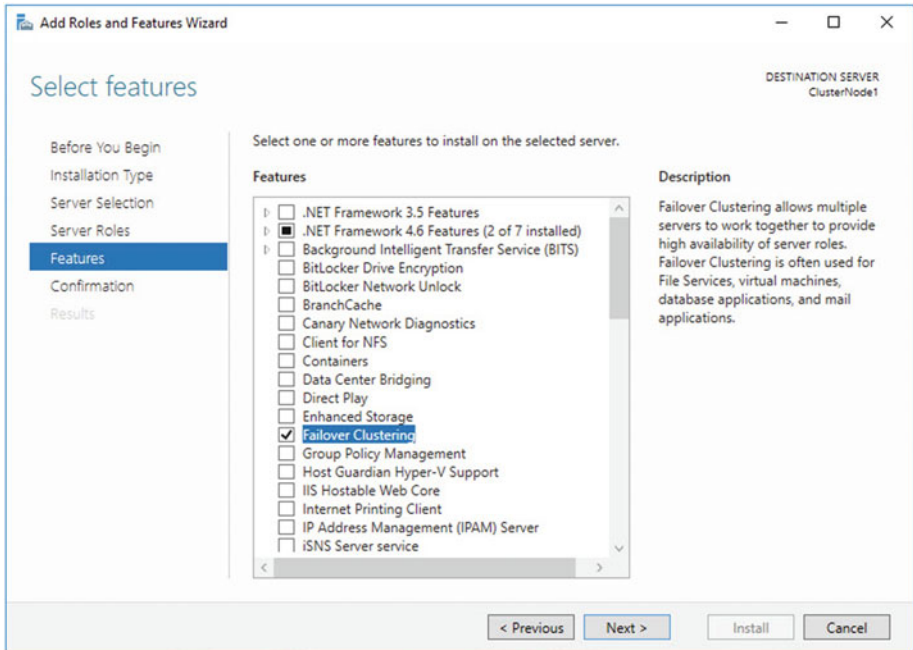 Add Roles and Features Wizard
Select features
DESTINATION SERVER
ClusterNode1
Before You Begin
Installation Type
Server Selection
Server Roles
Features
Confirmation
Results
Select one or more features to install on the selected server.
Features
.NET Framework 3.5 Features
.NET Framework 4.6 Features (2 of 7 installed)
Background Intelligent Transfer Service (BITS)
BitLocker Drive Encryption
BitLocker Network Unlock
BranchCache
Canary Network Diagnostics
Client for NFS
Containers
Data Center Bridging
Direct Play
Enhanced Storage
Failover Clustering
Group Policy Management
Host Guardian Hyper-V Support
IIS Hostable Web Core
Internet Printing Client
IP Address Management (IPAM) Server
iSNS Server service
Description
Failover Clustering allows multiple
servers to work together to provide
high availability of server roles.
Failover Clustering is often used for
File Services, virtual machines,
database applications, and mail
applications.
< Previous
Next >
Install
Cancel